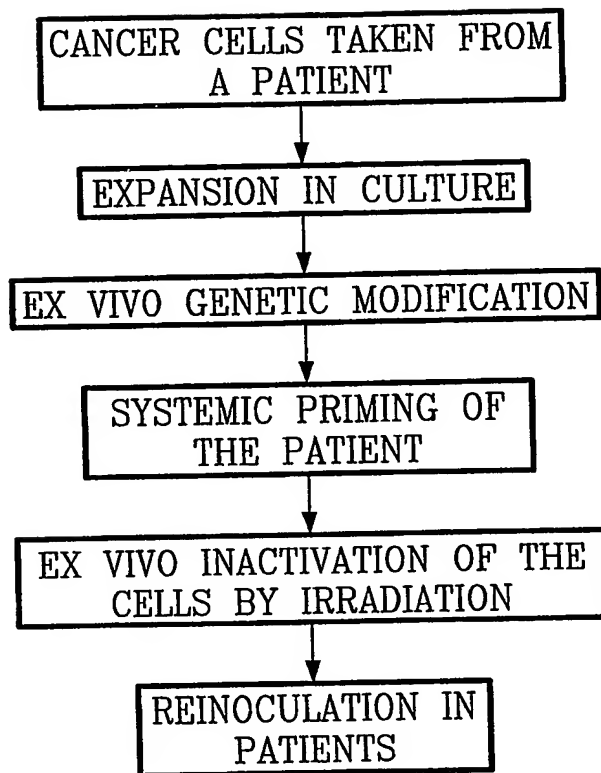 CANCER CELLS TAKEN FROM
A PATIENT
EXPANSION IN CULTURE
EX VIVO GENETIC MODIFICATION
SYSTEMIC PRIMING OF
THE PATIENT
EX VIVO INACTIVATION OF THE
CELLS BY IRRADIATION
REINOCULATION IN
PATIENTS